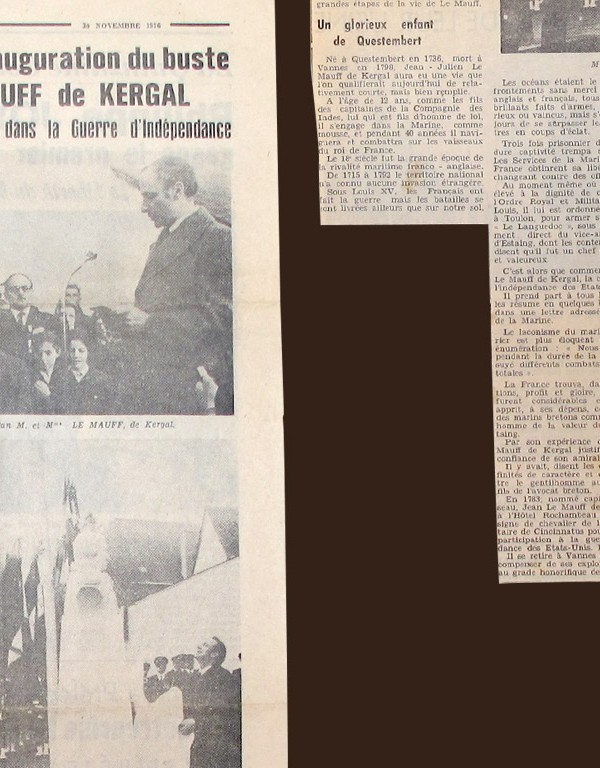 30 NOVEMBRE 1976
uguration du buste
UFF de KERGAL
dans la Guerre d'Indépendance
M. et Mme LE MAUFF, de Kergal.
grandes étapes de la vie de Le Mauff.
Un glorieux enfant
de Questembert
Né à Questembert en 1736, mort à
Vannes en 1798, Jean - Julien Le
Mauff de Kergal aura eu une vie que
l'on qualifierait aujourd'hui de rela-
tivement courte, mais bien remplie.
A l'âge de 12 ans, comme les fils
des capitaine de la Compagnie des
Indes, lui qui est fils d'homme de loi,
il s'engage dans la Marine, comme
mousse, et pendant 40 années il navi-
guera et combattra sur les vaisseaux
du roi de France.
Le 18e siècle fut la grande époque de
la rivalité maritime franco - anglaise.
De 1715 à 1792 le territoire national
n'a connu aucune invasion étrangère.
Sous Louis XV, les Français ont
fait la guerre mais les batailles se
sont livrées ailleurs que sur notre sol.
M
Les océans étaient le
frontements sans merci
anglais et français, tous
brillants faits d'armes,
rieux ou vaincus, mais s'
jours de se surpasser le
tres en coups d'éclat.
Trois fois prisonnier d
dure captivité trempa s
Les Services de la Mari
France obtinrent sa lib
changeant contre des of
Au moment même où
élevé à la dignité de c
l'Ordre Royal et Milita
Louis, il lui est ordonné
à Toulon, pour armer s
« Le Languedoc », sous
ment direct du vice-a
d'Estaing, dont les conte
disent qu'il fut un chef
et valeureux
C'est alors que comme
Le Mauff de Kergal, la c
l'indépendance des Etats
Il prend part à tous l
les résume en quelques l
dans une lettre adressé
de la Marine.
Le laconisme du mari
rier est plus éloquent
énumération : « Nous
pendant la durée de la
suyé différents combats
totales ».
La France trouva, da
tions, profit et gloire,
furent considérables e
apprit, à ses dépens, c
des marins bretons com
homme de la valeur de
taing.
Par son expérience d
Mauff de Kergal justif
confiance de son amiral
Il y avait, disent les
finités de caractère et
tre le gentilhomme au
fils de l'avocat breton.
En 1783, nommé capi
seau, Jean Le Mauff de
à l'Hôtel Rochambeau
signe de chevalier de l
taire de Cincinnatus po
participation à la gue
dance des Etats-Unis.
Il se retire à Vannes
compenser de ses explo
au grade honorifique de